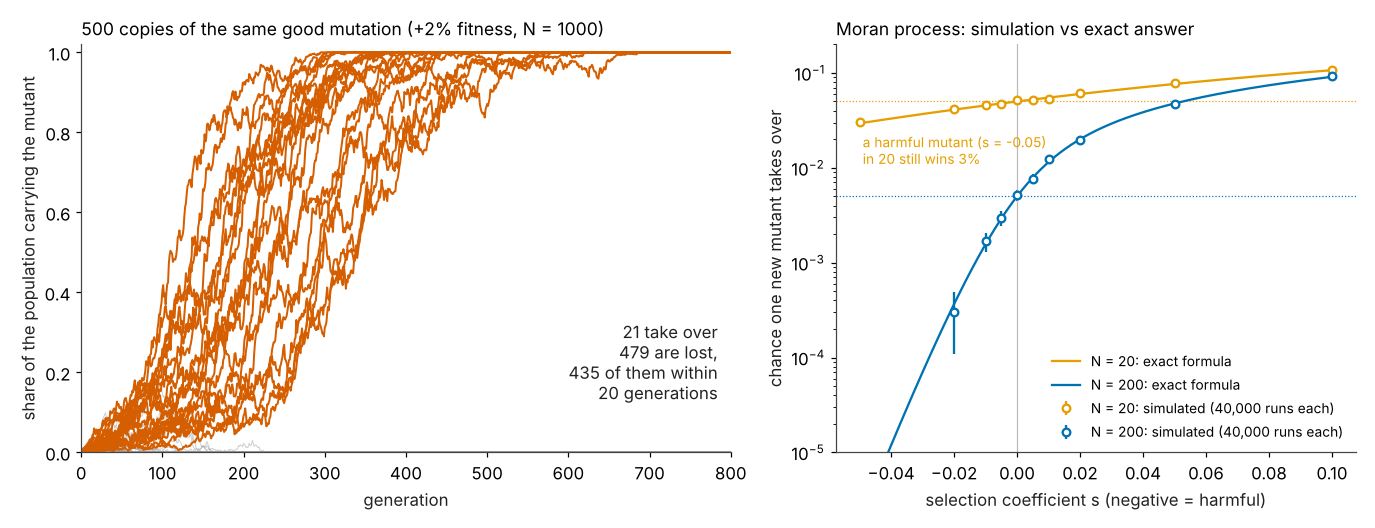 500 copies of the same good mutation (+2% fitness, N = 1000)
share of the population carrying the mutant
1.0
0.8
0.6
0.4
0.2
0.0
21 take over
479 are lost,
435 of them within
20 generations
0 100 200 300 400 500 600 700 800
generation
Moran process: simulation vs exact answer
chance one new mutant takes over
10⁻¹
10⁻²
10⁻³
10⁻⁴
10⁻⁵
a harmful mutant (s = -0.05)
in 20 still wins 3%
N = 20: exact formula
N = 200: exact formula
N = 20: simulated (40,000 runs each)
N = 200: simulated (40,000 runs each)
−0.04 −0.02 0.00 0.02 0.04 0.06 0.08 0.10
selection coefficient s (negative = harmful)